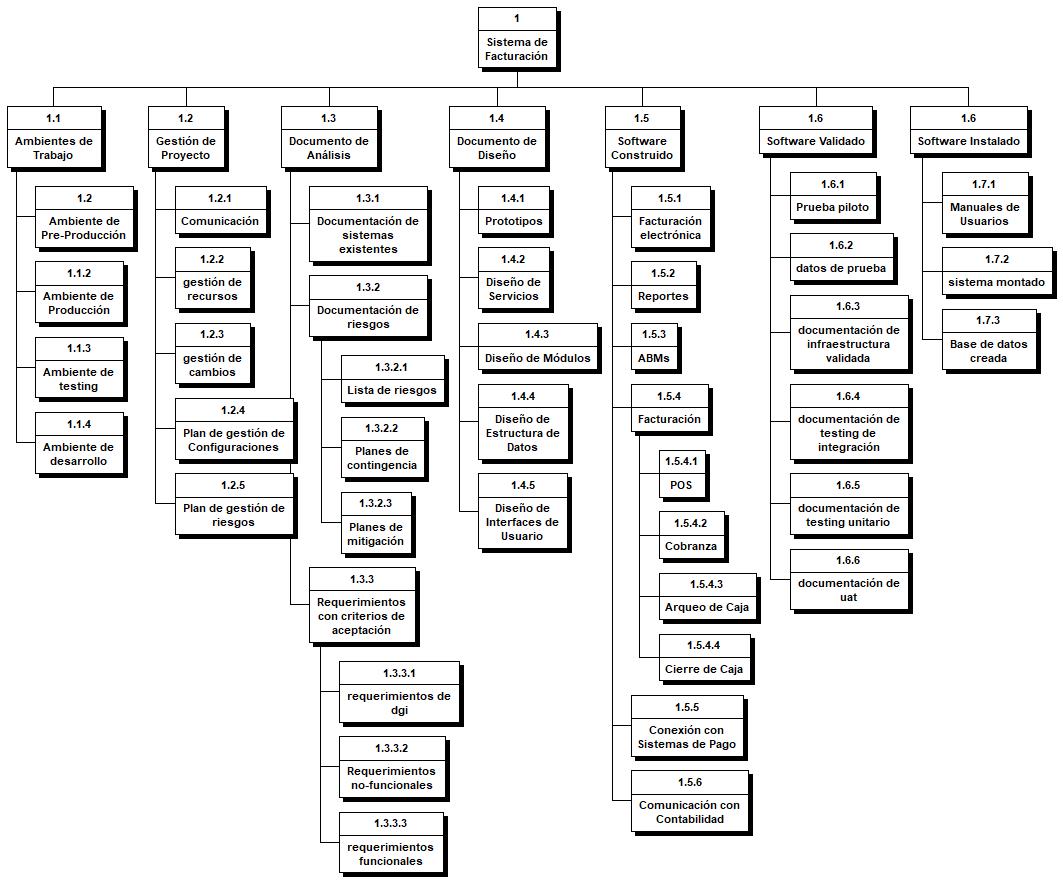 1
Sistema de
Facturación
1.1
Ambientes de
Trabajo
1.2
Ambiente de
Pre-Producción
1.1.2
Ambiente de
Producción
1.1.3
Ambiente de
testing
1.1.4
Ambiente de
desarrollo
1.2
Gestión de
Proyecto
1.2.1
Comunicación
1.2.2
gestión de
recursos
1.2.3
gestión de
cambios
1.2.4
Plan de gestión de
Configuraciones
1.2.5
Plan de gestión de
riesgos
1.3
Documento de
Análisis
1.3.1
Documentación de
sistemas
existentes
1.3.2
Documentación de
riesgos
1.3.2.1
Lista de riesgos
1.3.2.2
Planes de
contingencia
1.3.2.3
Planes de
mitigación
1.3.3
Requerimientos
con criterios de
aceptación
1.3.3.1
requerimientos de
dgi
1.3.3.2
Requerimientos
no-funcionales
1.3.3.3
requerimientos
funcionales
1.4
Documento de
Diseño
1.4.1
Prototipos
1.4.2
Diseño de
Servicios
1.4.3
Diseño de Módulos
1.4.4
Diseño de
Estructura de
Datos
1.4.5
Diseño de
Interfaces de
Usuario
1.5
Software
Construido
1.5.1
Facturación
electrónica
1.5.2
Reportes
1.5.3
ABMs
1.5.4
Facturación
1.5.4.1
POS
1.5.4.2
Cobranza
1.5.4.3
Arqueo de Caja
1.5.4.4
Cierre de Caja
1.5.5
Conexión con
Sistemas de Pago
1.5.6
Comunicación con
Contabilidad
1.6
Software Validado
1.6.1
Prueba piloto
1.6.2
datos de prueba
1.6.3
documentación de
infraestructura
validada
1.6.4
documentación de
testing de
integración
1.6.5
documentación de
testing unitario
1.6.6
documentación de
uat
1.6
Software Instalado
1.7.1
Manuales de
Usuarios
1.7.2
sistema montado
1.7.3
Base de datos
creada